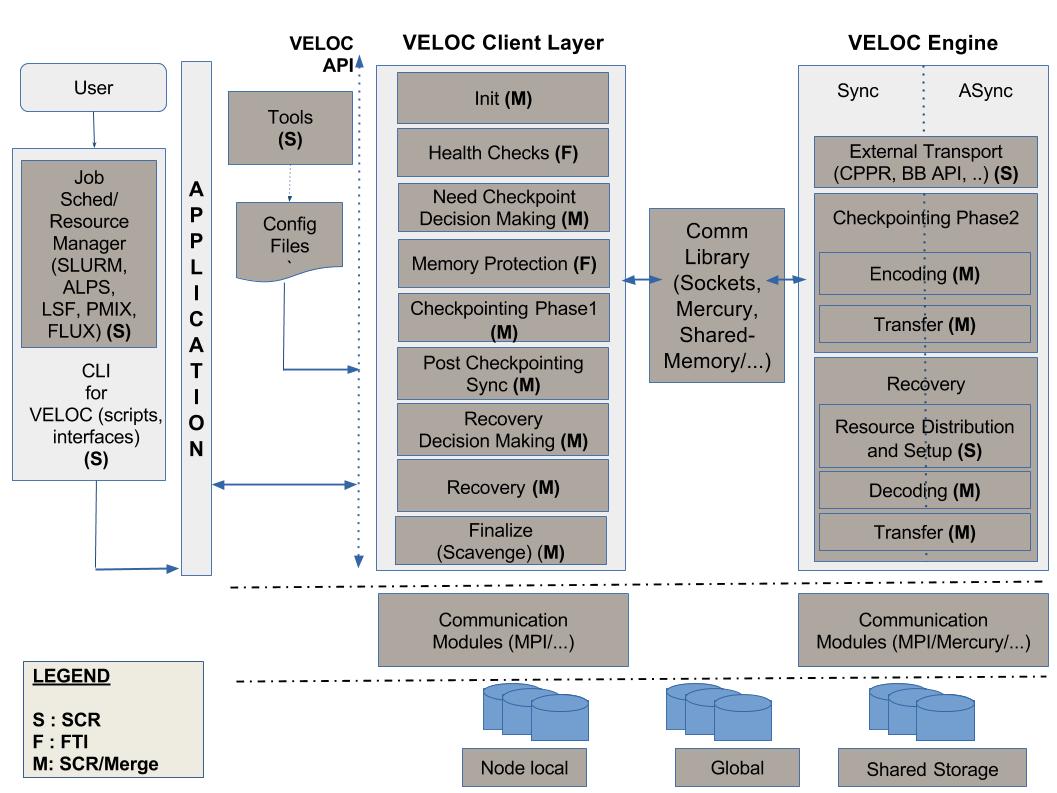 User
Job
Sched/
Resource
Manager
(SLURM,
ALPS,
LSF, PMIX,
FLUX) (S)
CLI
for
VELOC (scripts,
interfaces)
(S)
A
P
P
L
I
C
A
T
I
O
N
VELOC
API
Tools
(S)
Config
Files
`
VELOC Client Layer
Init (M)
Health Checks (F)
Need Checkpoint
Decision Making (M)
Memory Protection (F)
Checkpointing Phase1
(M)
Post Checkpointing
Sync (M)
Recovery
Decision Making (M)
Recovery (M)
Finalize
(Scavenge) (M)
Comm
Library
(Sockets,
Mercury,
Shared-
Memory/...)
VELOC Engine
Sync
ASync
External Transport
(CPPR, BB API, ..) (S)
Checkpointing Phase2
Encoding (M)
Transfer (M)
Recovery
Resource Distribution
and Setup (S)
Decoding (M)
Transfer (M)
Communication
Modules (MPI/...)
Communication
Modules (MPI/Mercury/...)
LEGEND
S : SCR
F : FTI
M: SCR/Merge
Node local
Global
Shared Storage